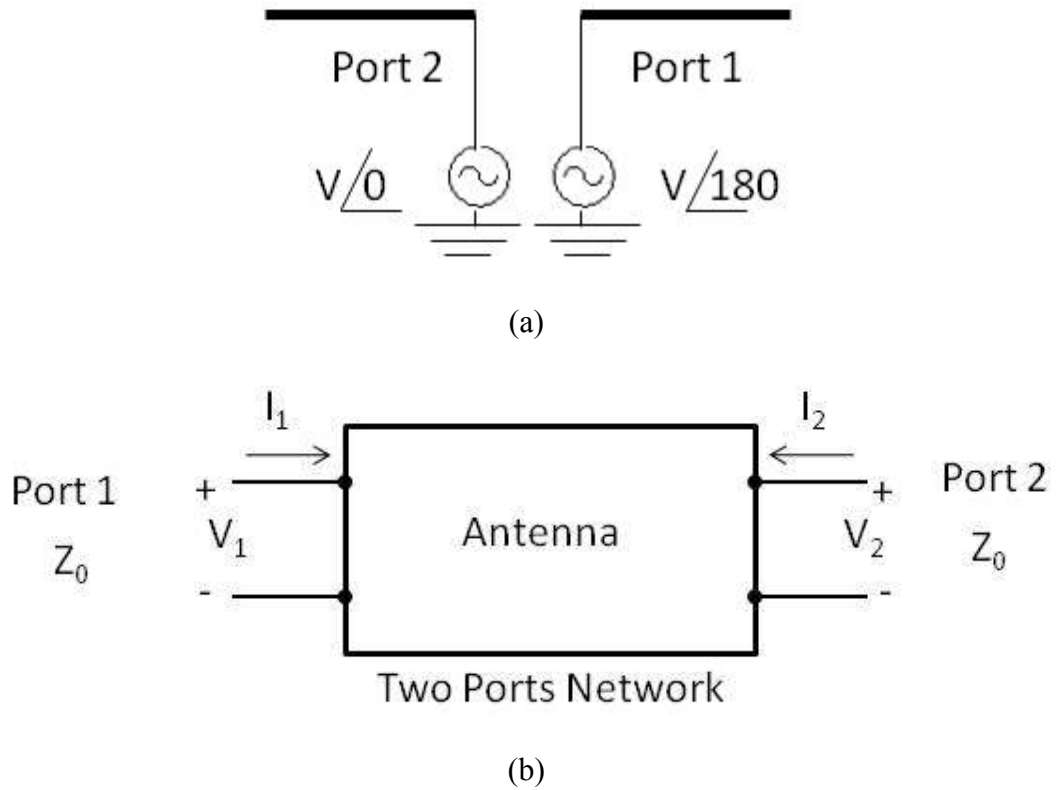 Port 2 Port 1
V/0 V/180
(a)
I₁ I₂
Port 1 + + Port 2
V₁ Antenna V₂
Z₀ Z₀
- -
Two Ports Network
(b)